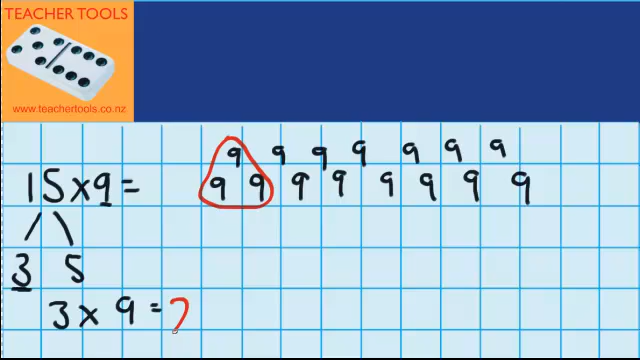 TEACHER TOOLS
www.teachertools.co.nz
9 9 9 9 9 9 9
15 x 9 =
9 9 9 9 9 9 9 9
3 5
3 x 9 = 2